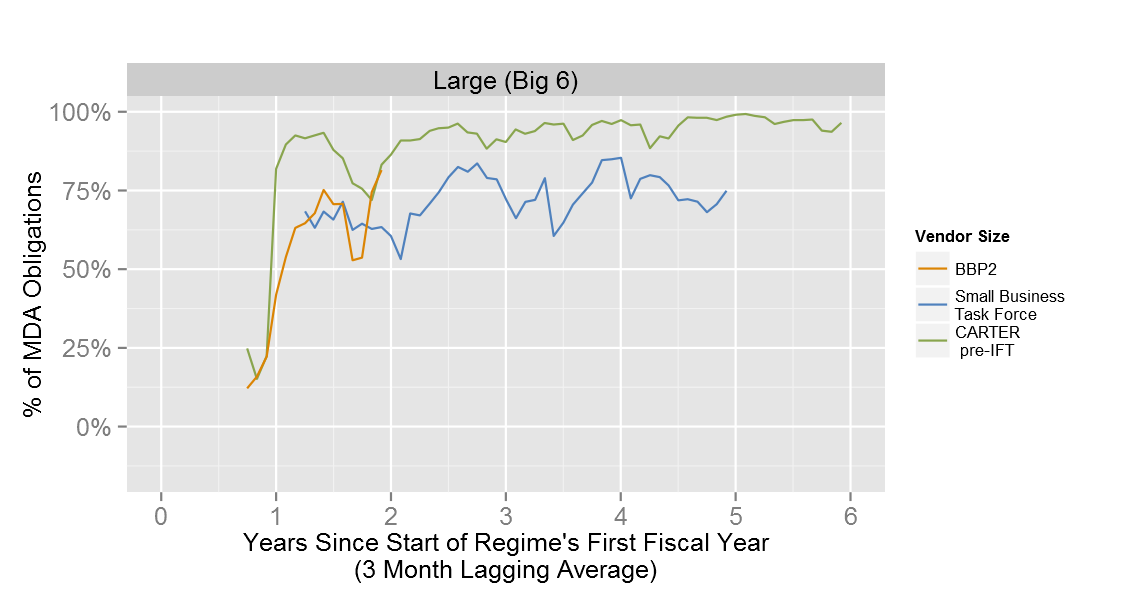 Large (Big 6)
100%
75%
50%
25%
0%
% of MDA Obligations
0 1 2 3 4 5 6
Years Since Start of Regime's First Fiscal Year
(3 Month Lagging Average)
Vendor Size
BBP2
Small Business
Task Force
CARTER
pre-IFT